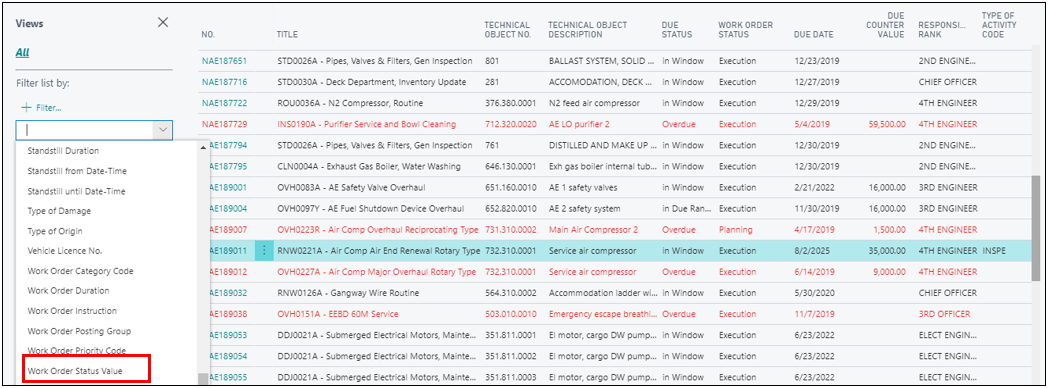 Views
All
Filter list by:
+ Filter...
Standstill Duration
Standstill from Date-Time
Standstill until Date-Time
Type of Damage
Type of Origin
Vehicle Licence No.
Work Order Category Code
Work Order Duration
Work Order Instruction
Work Order Posting Group
Work Order Priority Code
Work Order Status Value
NO. TITLE TECHNICAL OBJECT NO. TECHNICAL OBJECT DESCRIPTION DUE STATUS WORK ORDER STATUS DUE DATE DUE COUNTER VALUE RESPONSI... RANK TYPE OF ACTIVITY CODE
NAE187651 STD0026A - Pipes, Valves & Filters, Gen Inspection 801 BALLAST SYSTEM, SOLID ... in Window Execution 12/23/2019 2ND ENGINE...
NAE187716 STD0030A - Deck Department, Inventory Update 281 ACCOMODATION, DECK ... in Window Execution 12/27/2019 CHIEF OFFICER
NAE187722 ROU0036A - N2 Compressor, Routine 376.380.0001 N2 feed air compressor in Window Execution 12/29/2019 4TH ENGINEER
NAE187729 INS0190A - Purifier Service and Bowl Cleaning 712.320.0020 AE LO purifier 2 Overdue Execution 5/4/2019 59,500.00 4TH ENGINEER
NAE187794 STD0026A - Pipes, Valves & Filters, Gen Inspection 761 DISTILLED AND MAKE UP ... in Window Execution 12/30/2019 2ND ENGINE...
NAE187795 CLN0004A - Exhaust Gas Boiler, Water Washing 646.130.0001 Exh gas boiler internal tub... in Window Execution 12/30/2019 2ND ENGINE...
NAE189001 OVH0083A - AE Safety Valve Overhaul 651.160.0010 AE 1 safety valves in Window Execution 2/21/2022 16,000.00 3RD ENGINEER
NAE189004 OVH0097Y - AE Fuel Shutdown Device Overhaul 652.820.0010 AE 2 safety system in Due Ran... Execution 11/30/2019 16,000.00 3RD ENGINEER
NAE189007 OVH0223R - Air Comp Overhaul Reciprocating Type 731.310.0002 Main Air Compressor 2 Overdue Planning 4/17/2019 1,500.00 4TH ENGINEER
NAE189011 RNW0221A - Air Comp Air End Renewal Rotary Type 732.310.0001 Service air compressor in Window Execution 8/2/2025 35,000.00 4TH ENGINEER INSPE
NAE189012 OVH0227A - Air Comp Major Overhaul Rotary Type 732.310.0001 Service air compressor Overdue Execution 6/14/2019 9,000.00 4TH ENGINEER
NAE189032 RNW0126A - Gangway Wire Routine 564.310.0002 Accommodation ladder wi... in Window Execution 5/30/2020 CHIEF OFFICER
NAE189038 OVH0151A - EEBD 60M Service 503.010.0010 Emergency escape breathi... Overdue Execution 11/7/2019 3RD OFFICER
NAE189053 DDJ0021A - Submerged Electrical Motors, Mainte... 351.811.0001 El motor, cargo DW pump... in Window Execution 6/23/2022 ELECT ENGIN...
NAE189054 DDJ0021A - Submerged Electrical Motors, Mainte... 351.811.0002 El motor, cargo DW pump... in Window Execution 6/23/2022 ELECT ENGIN...
NAE189055 DDJ0021A - Submerged Electrical Motors, Mainte... 351.811.0003 El motor, cargo DW pump... in Window Execution 6/23/2022 ELECT ENGIN...